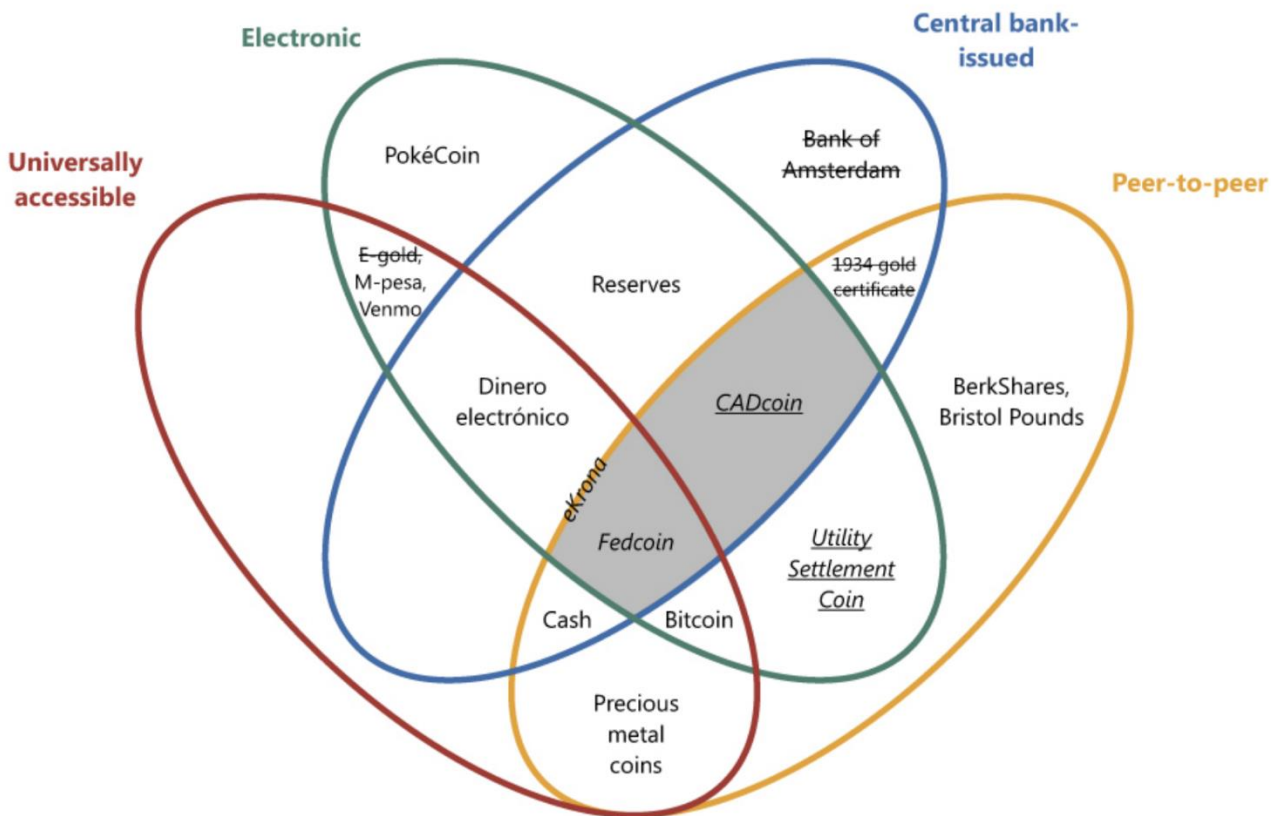 Electronic
Central bank-
issued
Universally
accessible
Peer-to-peer
PokéCoin
Bank of
Amsterdam
E-gold,
M-pesa,
Venmo
Reserves
1934 gold
certificate
Dinero
electrónico
CADcoin
BerkShares,
Bristol Pounds
eKrona
Fedcoin
Utility
Settlement
Coin
Cash
Bitcoin
Precious
metal
coins